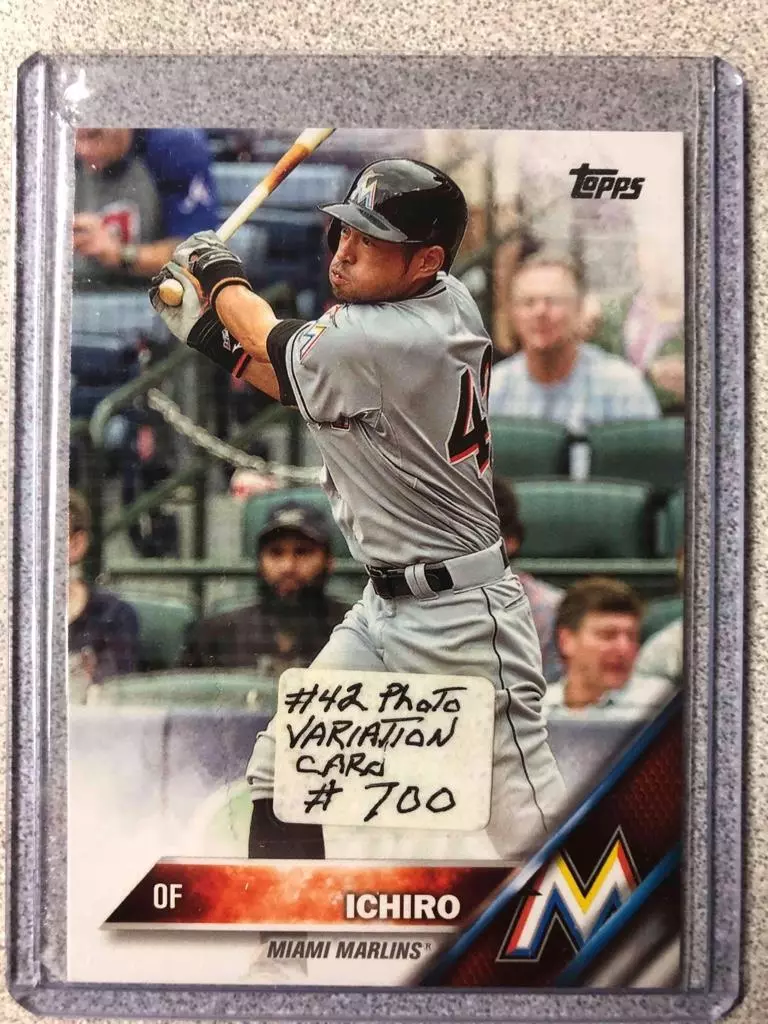 Topps
#42 PHOTO
VARIATION
CARD
# 700
OF
ICHIRO
MIAMI MARLINS®